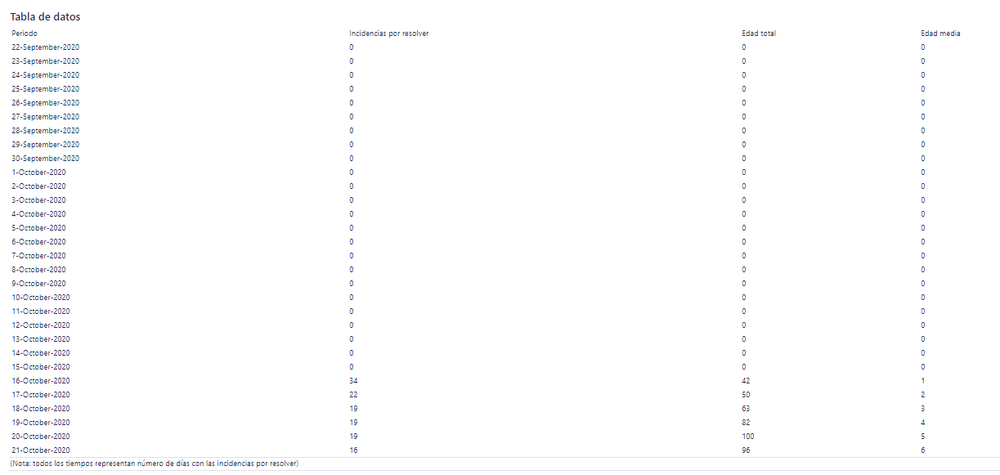 Tabla de datos
Periodo Incidencias por resolver Edad total Edad media
22-September-2020 0 0 0
23-September-2020 0 0 0
24-September-2020 0 0 0
25-September-2020 0 0 0
26-September-2020 0 0 0
27-September-2020 0 0 0
28-September-2020 0 0 0
29-September-2020 0 0 0
30-September-2020 0 0 0
1-October-2020 0 0 0
2-October-2020 0 0 0
3-October-2020 0 0 0
4-October-2020 0 0 0
5-October-2020 0 0 0
6-October-2020 0 0 0
7-October-2020 0 0 0
8-October-2020 0 0 0
9-October-2020 0 0 0
10-October-2020 0 0 0
11-October-2020 0 0 0
12-October-2020 0 0 0
13-October-2020 0 0 0
14-October-2020 0 0 0
15-October-2020 0 0 0
16-October-2020 34 42 1
17-October-2020 22 50 2
18-October-2020 19 63 3
19-October-2020 19 82 4
20-October-2020 19 100 5
21-October-2020 16 96 6
(Nota: todos los tiempos representan número de días con las incidencias por resolver)